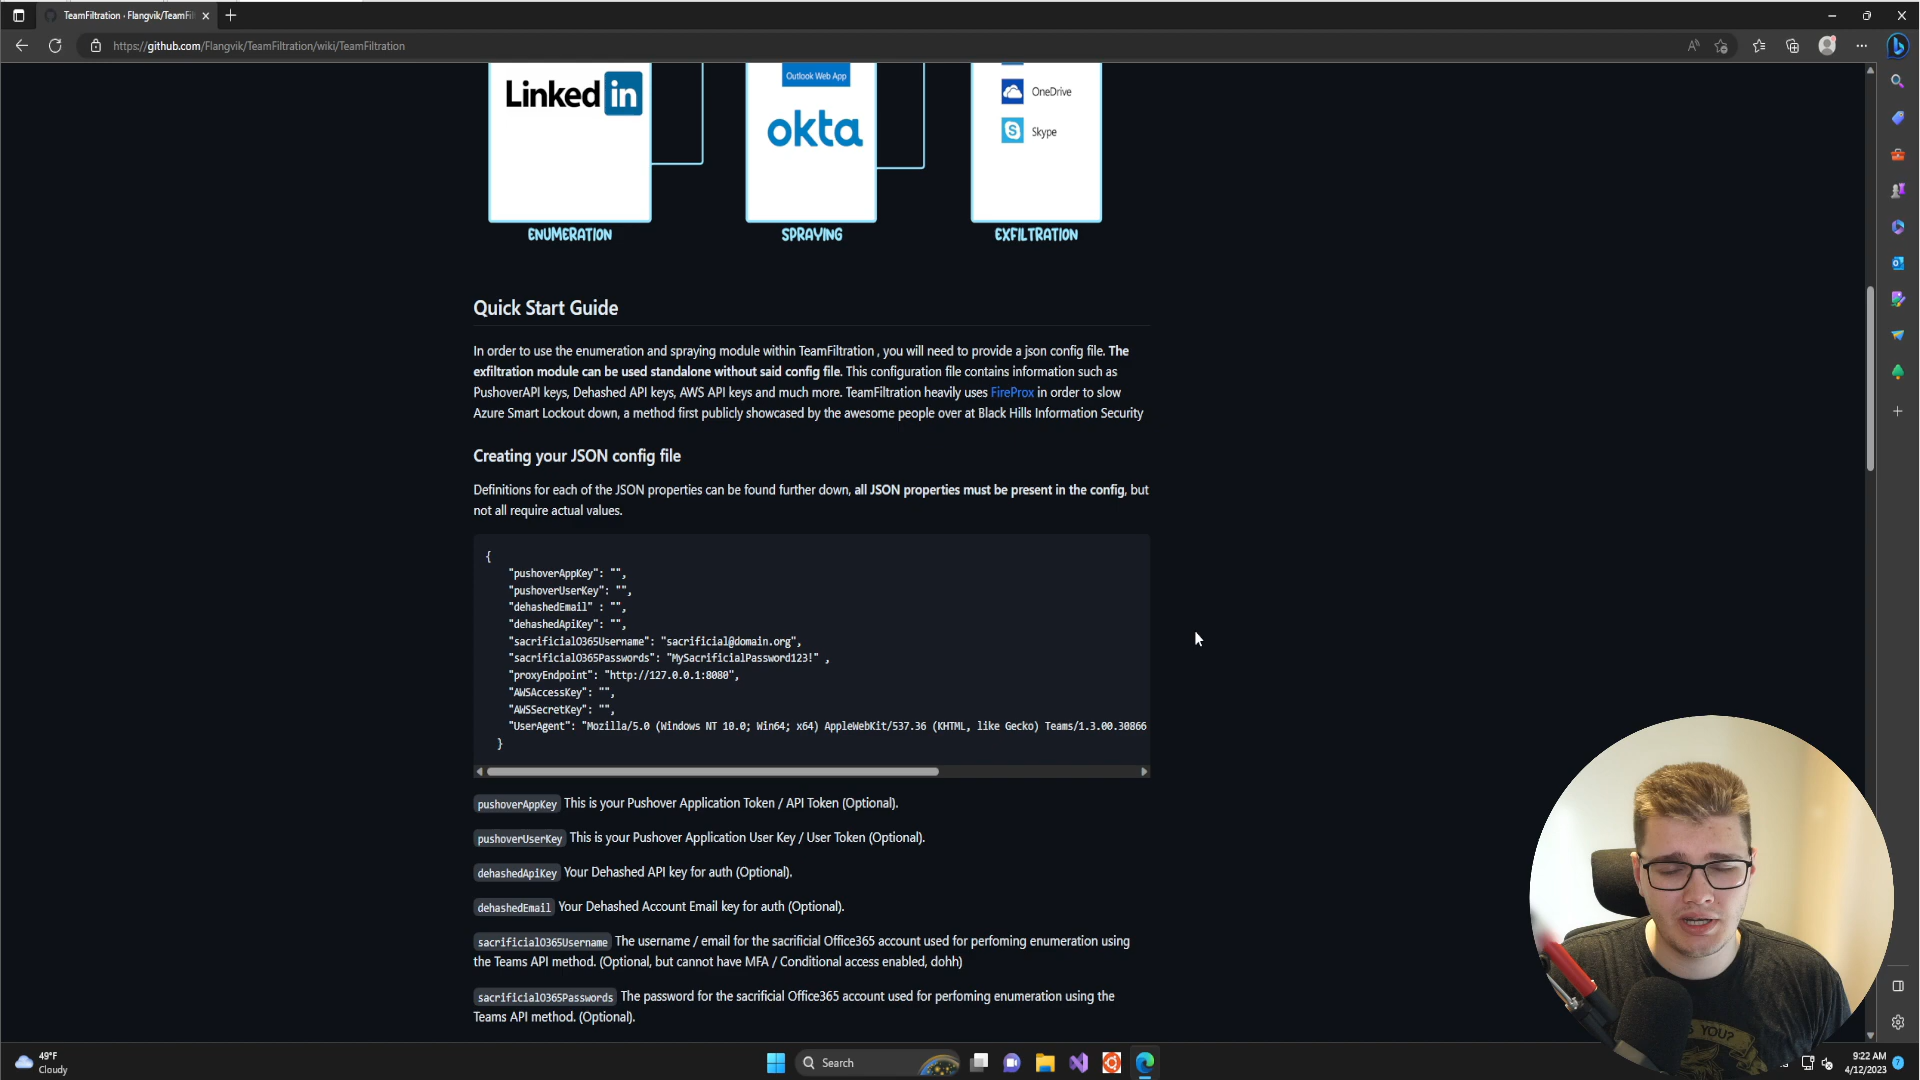 TeamFiltration · Flangvik/TeamFil
https://github.com/Flangvik/TeamFiltration/wiki/TeamFiltration
Linked in
Outlook Web App
okta
OneDrive
Skype
ENUMERATION
SPRAYING
EXFILTRATION
Quick Start Guide
In order to use the enumeration and spraying module within TeamFiltration , you will need to provide a json config file. The
exfiltration module can be used standalone without said config file. This configuration file contains information such as
PushoverAPI keys, Dehashed API keys, AWS API keys and much more. TeamFiltration heavily uses FireProx in order to slow
Azure Smart Lockout down, a method first publicly showcased by the awesome people over at Black Hills Information Security
Creating your JSON config file
Definitions for each of the JSON properties can be found further down, all JSON properties must be present in the config, but
not all require actual values.
{
"pushoverAppKey": "",
"pushoverUserKey": "",
"dehashedEmail" : "",
"dehashedApiKey": "",
"sacrificialO365Username": "sacrificial@domain.org",
"sacrificialO365Passwords": "MySacrificialPassword123!" ,
"proxyEndpoint": "http://127.0.0.1:8080",
"AWSAccessKey": "",
"AWSSecretKey": "",
"UserAgent": "Mozilla/5.0 (Windows NT 10.0; Win64; x64) AppleWebKit/537.36 (KHTML, like Gecko) Teams/1.3.00.30866
}
pushoverAppKey This is your Pushover Application Token / API Token (Optional).
pushoverUserKey This is your Pushover Application User Key / User Token (Optional).
dehashedApiKey Your Dehashed API key for auth (Optional).
dehashedEmail Your Dehashed Account Email key for auth (Optional).
sacrificialO365Username The username / email for the sacrificial Office365 account used for perfoming enumeration using
the Teams API method. (Optional, but cannot have MFA / Conditional access enabled, dohh)
sacrificialO365Passwords The password for the sacrificial Office365 account used for perfoming enumeration using the
Teams API method. (Optional).
YOU?
49°F
Cloudy
Search
9:22 AM
4/12/2023
7